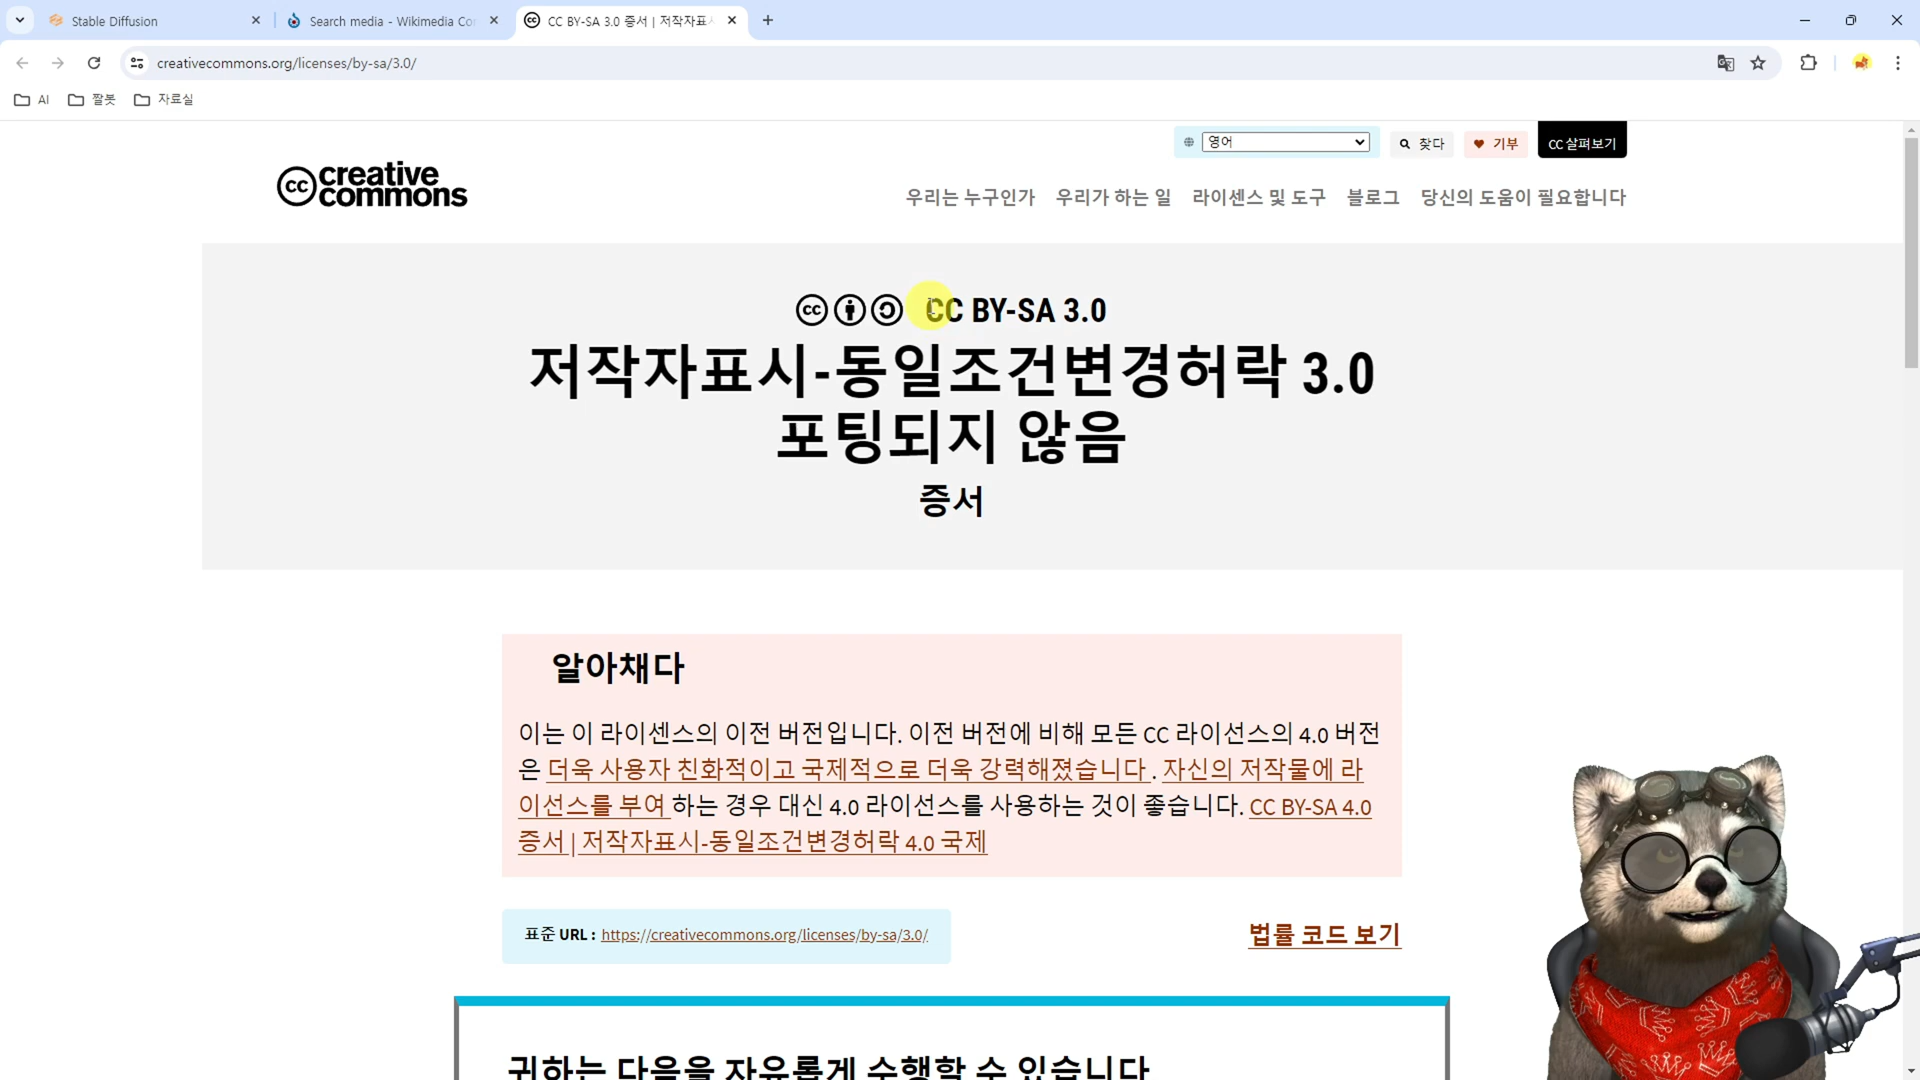 Stable Diffusion
Search media - Wikimedia Co
CC BY-SA 3.0 증서 | 저작자표시
creativecommons.org/licenses/by-sa/3.0/
AI
짤봇
자료실
영어
찾다
기부
CC 살펴보기
creative
commons
우리는 누구인가
우리가 하는 일
라이센스 및 도구
블로그
당신의 도움이 필요합니다
CC BY-SA 3.0
저작자표시-동일조건변경허락 3.0
포팅되지 않음
증서
알아채다
이는 이 라이센스의 이전 버전입니다. 이전 버전에 비해 모든 CC 라이선스의 4.0 버전
은 더욱 사용자 친화적이고 국제적으로 더욱 강력해졌습니다 . 자신의 저작물에 라
이선스를 부여 하는 경우 대신 4.0 라이선스를 사용하는 것이 좋습니다. CC BY-SA 4.0
증서 | 저작자표시-동일조건변경허락 4.0 국제
표준 URL : https://creativecommons.org/licenses/by-sa/3.0/
법률 코드 보기
귀하는 다음을 자유롭게 수행할 수 있습니다